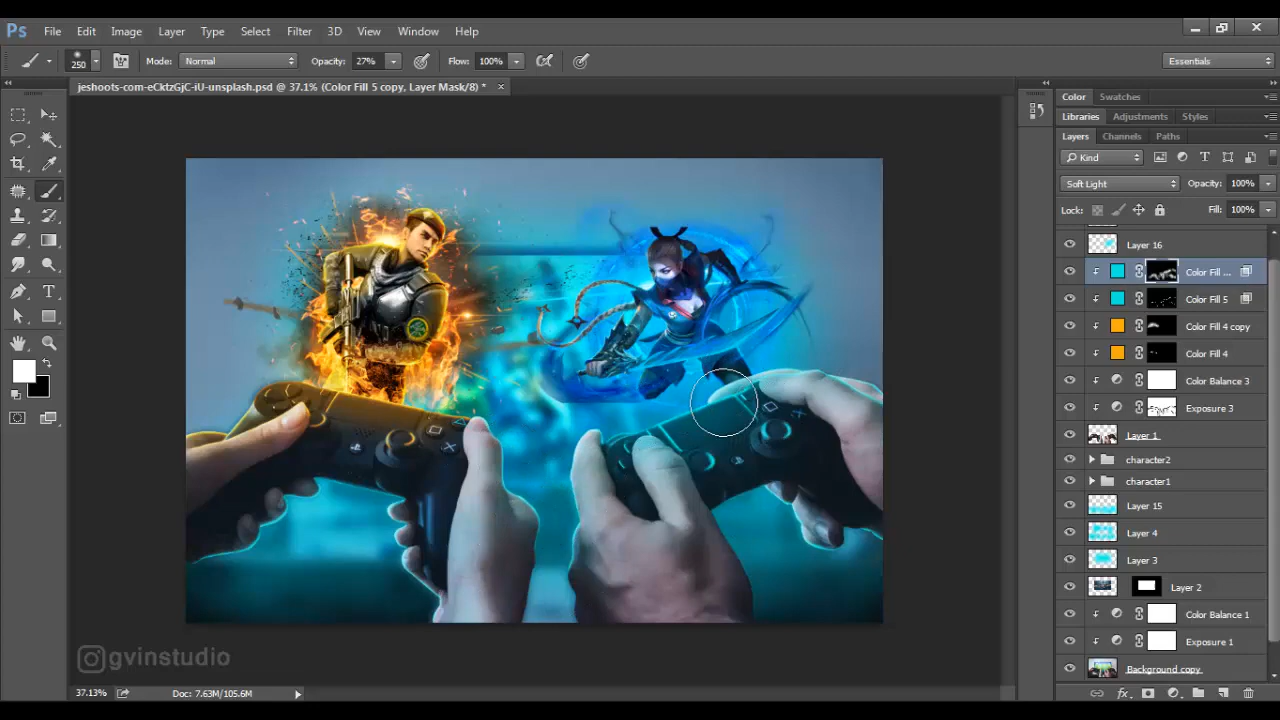 Ps File Edit Image Layer Type Select Filter 3D View Window Help
250 Mode: Normal Opacity: 27% Flow: 100% Essentials
jeshoots-com-eCktzGjC-iU-unsplash.psd @ 37.1% (Color Fill 5 copy, Layer Mask/8) *
Color Swatches
Libraries Adjustments Styles
Layers Channels Paths
Kind
Soft Light Opacity: 100%
Lock: Fill: 100%
Layer 16
Color Fill ...
Color Fill 5
Color Fill 4 copy
Color Fill 4
Color Balance 3
Exposure 3
Layer 1
character2
character1
Layer 15
Layer 4
Layer 3
Layer 2
Color Balance 1
Exposure 1
Background copy
gvinstudio
37.13% Doc: 7.63M/105.6M